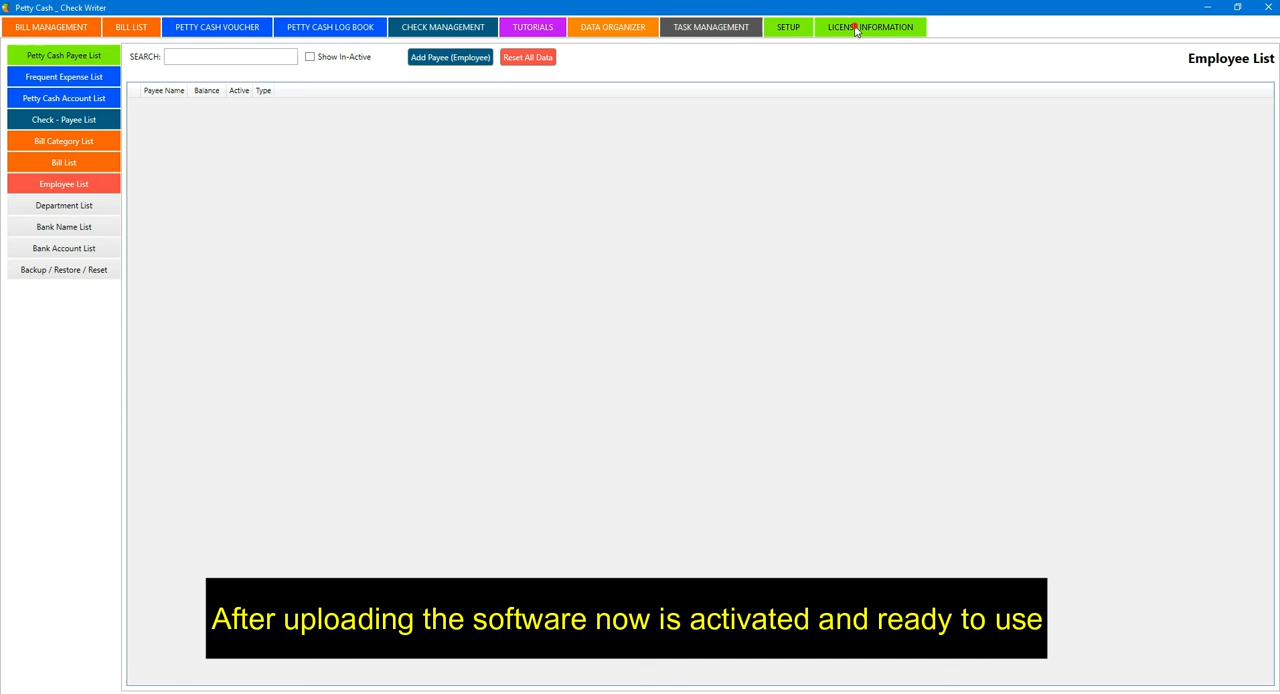 Petty Cash _ Check Writer
BILL MANAGEMENT BILL LIST PETTY CASH VOUCHER PETTY CASH LOG BOOK CHECK MANAGEMENT TUTORIALS DATA ORGANIZER TASK MANAGEMENT SETUP LICENSE INFORMATION
Petty Cash Payee List
Frequent Expense List
Petty Cash Account List
Check - Payee List
Bill Category List
Bill List
Employee List
Department List
Bank Name List
Bank Account List
Backup / Restore / Reset
SEARCH: Show In-Active Add Payee (Employee) Reset All Data Employee List
Payee Name Balance Active Type
After uploading the software now is activated and ready to use